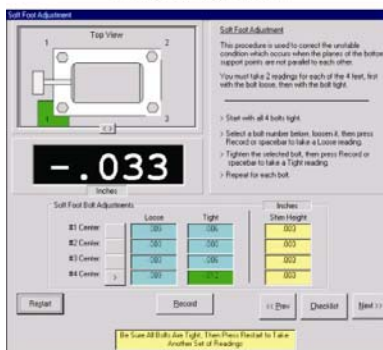 Soft Foot Adjustment
Top View
1
2
3
Soft Foot Adjustment
This procedure is used to correct the unstable
condition which occurs when the planes of the bottom
support points are not parallel to each other.
You must take 2 readings for each of the 4 feet, first
with the bolt loose, then with the bolt tight.
> Start with all 4 bolts tight.
> Select a bolt number below, loosen it, then press
Record or spacebar to take a Loose reading.
> Tighten the selected bolt, then press Record or
spacebar to take a Tight reading.
> Repeat for each bolt.
-.033
Inches
Soft Foot Bolt Adjustments
Loose
Tight
Inches
Shim Height
#1 Center:
.003
#2 Center:
.003
#3 Center:
.003
#4 Center:
>
.003
Restart
Record
<< Prev
Checklist
Next >>
Be Sure All Bolts Are Tight, Then Press Restart to Take
Another Set of Readings